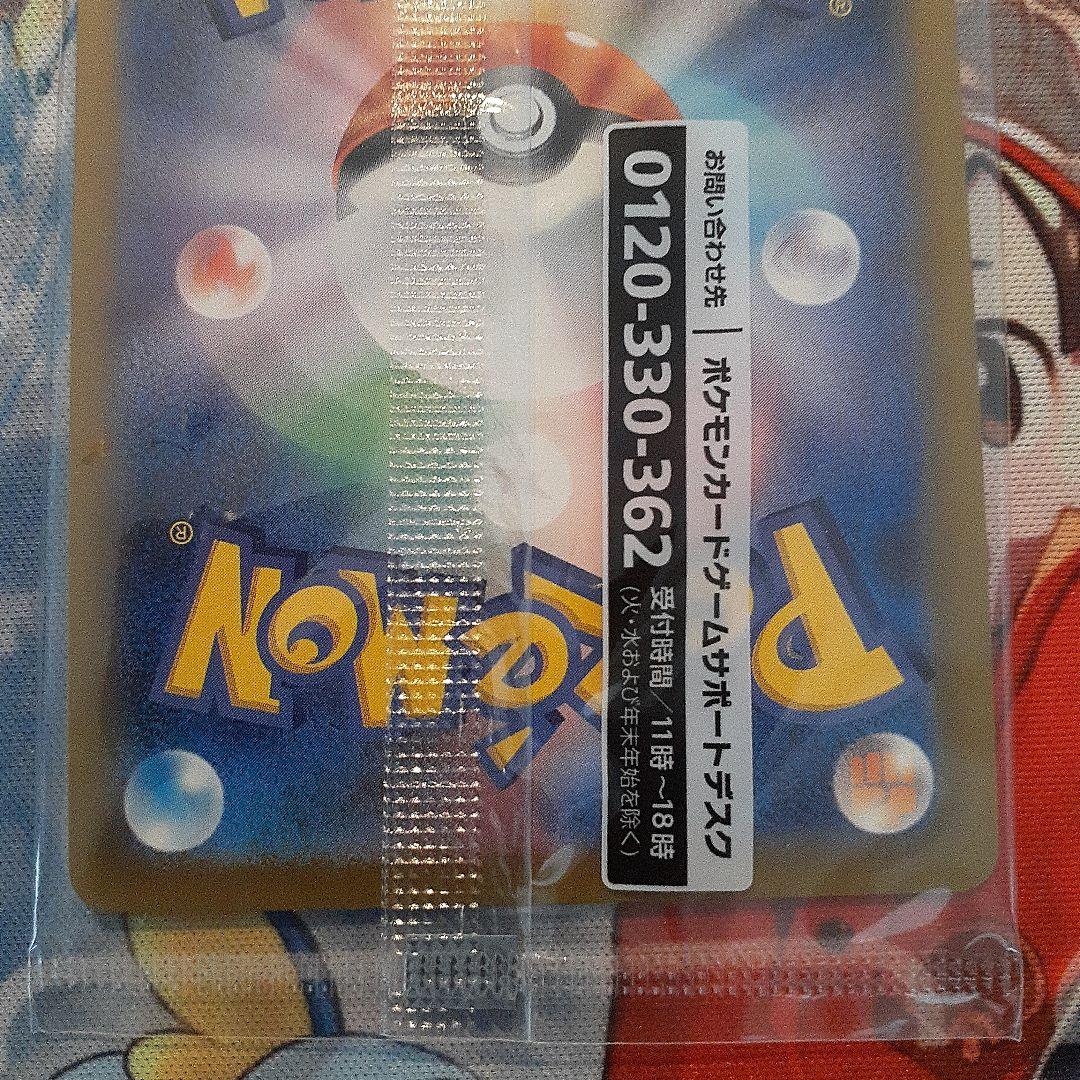 お問い合わせ先 | ポケモンカードゲームサポートデスク
0120-330-362 受付時間/11時～18時
(火・水および年末年始を除く)
POKéMON
®
®